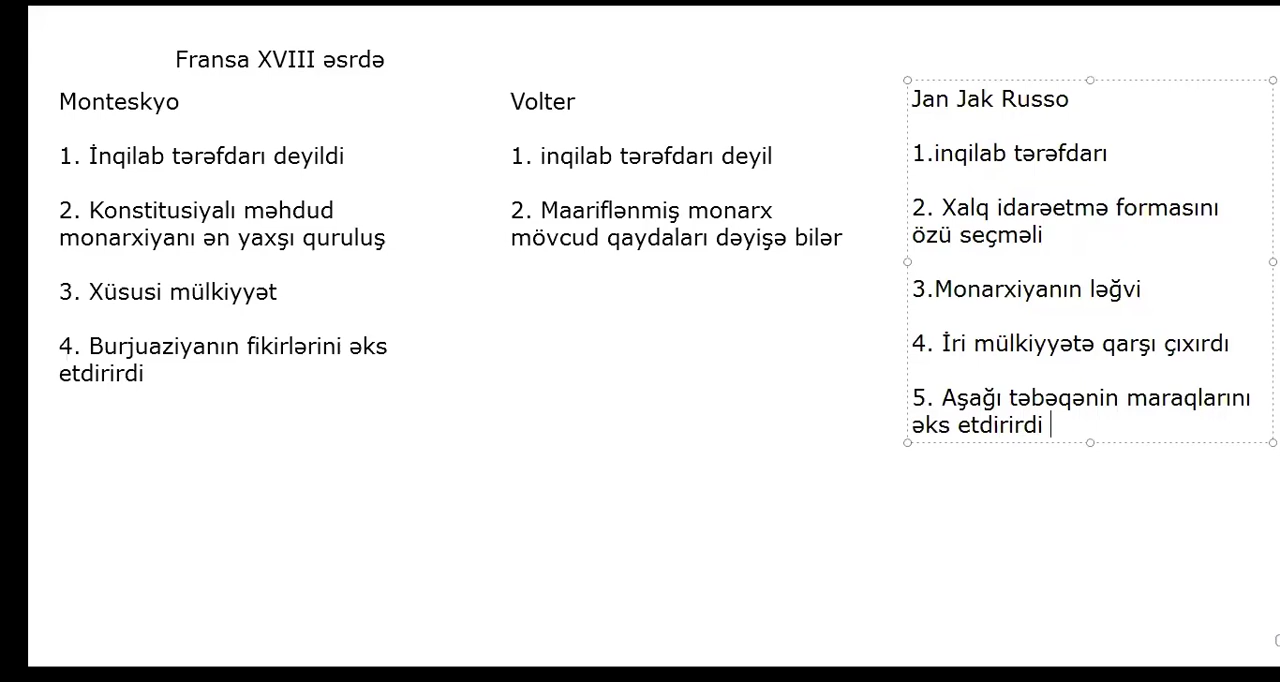 Fransa XVIII əsrdə
Monteskyo
1. İnqilab tərəfdarı deyildi
2. Konstitusiyalı məhdud
monarxiyanı ən yaxşı quruluş
3. Xüsusi mülkiyyət
4. Burjuaziyanın fikirlərini əks
etdirirdi
Volter
1. inqilab tərəfdarı deyil
2. Maariflənmiş monarx
mövcud qaydaları dəyişə bilər
Jan Jak Russo
1.inqilab tərəfdarı
2. Xalq idarəetmə formasını
özü seçməli
3.Monarxiyanın ləğvi
4. İri mülkiyyətə qarşı çıxırdı
5. Aşağı təbəqənin maraqlarını
əks etdirirdi